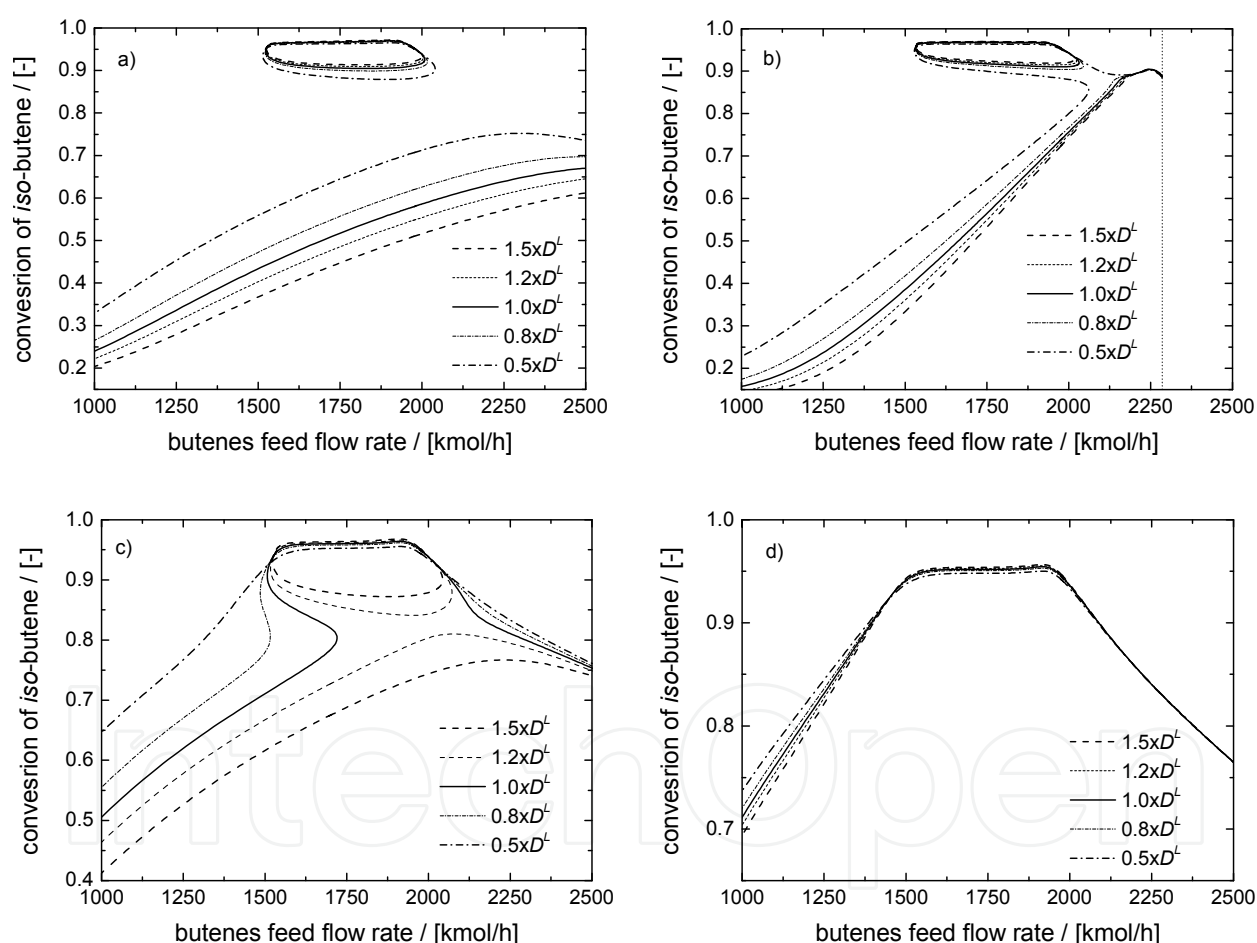 a)
convesrion of iso-butene / [-]
1.0
0.9
0.8
0.7
0.6
0.5
0.4
0.3
0.2
1.5xD^L
1.2xD^L
1.0xD^L
0.8xD^L
0.5xD^L
1000 1250 1500 1750 2000 2250 2500
butenes feed flow rate / [kmol/h]
b)
convesrion of iso-butene / [-]
1.0
0.9
0.8
0.7
0.6
0.5
0.4
0.3
0.2
1.5xD^L
1.2xD^L
1.0xD^L
0.8xD^L
0.5xD^L
1000 1250 1500 1750 2000 2250 2500
butenes feed flow rate / [kmol/h]
c)
convesrion of iso-butene / [-]
1.0
0.9
0.8
0.7
0.6
0.5
0.4
1.5xD^L
1.2xD^L
1.0xD^L
0.8xD^L
0.5xD^L
1000 1250 1500 1750 2000 2250 2500
butenes feed flow rate / [kmol/h]
d)
convesrion of iso-butene / [-]
1.0
0.9
0.8
0.7
1.5xD^L
1.2xD^L
1.0xD^L
0.8xD^L
0.5xD^L
1000 1250 1500 1750 2000 2250 2500
butenes feed flow rate / [kmol/h]
IntechOpen